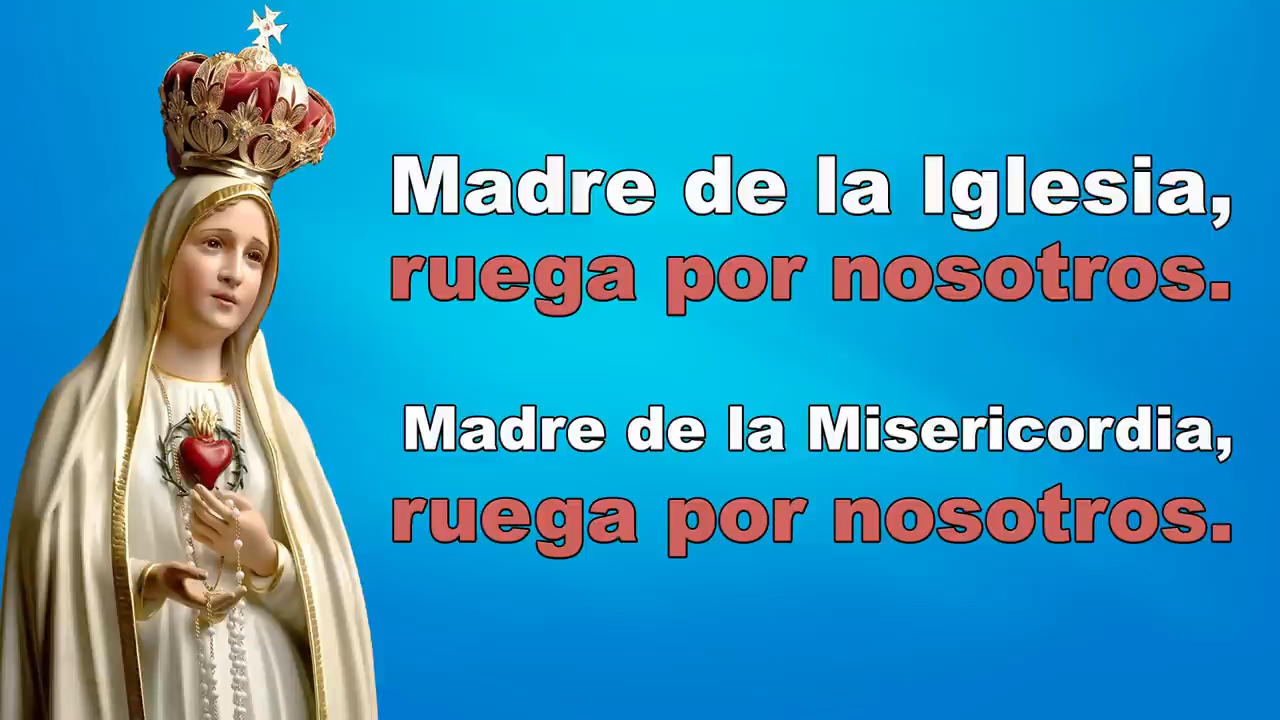 Madre de la Iglesia,
ruega por nosotros.
Madre de la Misericordia,
ruega por nosotros.